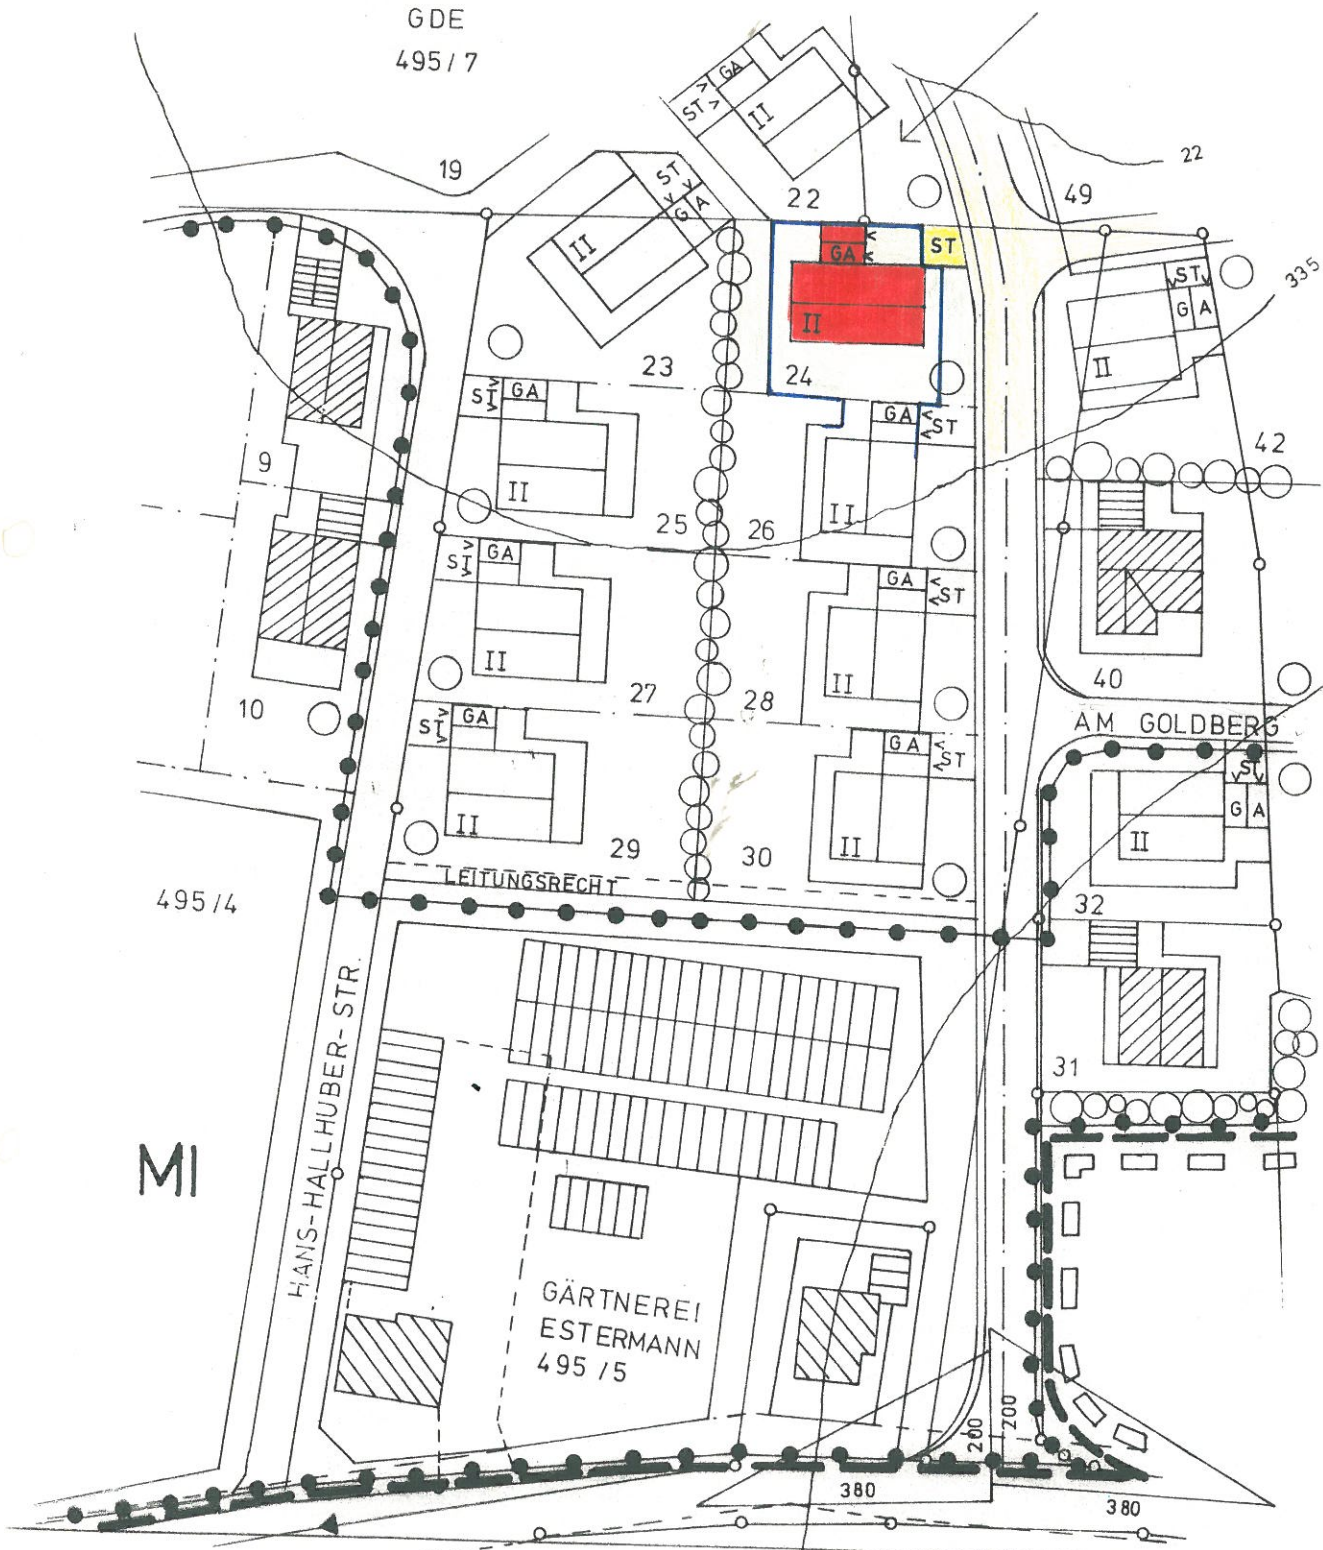 GDE
495/7
GA
ST
II
22
19
49
22
ST
GA
II
GA
II
ST
335
ST
GA
II
23
24
ST
GA
GA
ST
42
9
II
II
25
26
ST
GA
GA
ST
II
II
27
28
40
10
AM GOLDBERG
ST
GA
GA
ST
ST
GA
II
II
II
29
30
LEITUNGSRECHT
495/4
32
HANS-HALLHUBER-STR.
31
MI
GÄRTNEREI
ESTERMANN
495/5
200
200
380
380